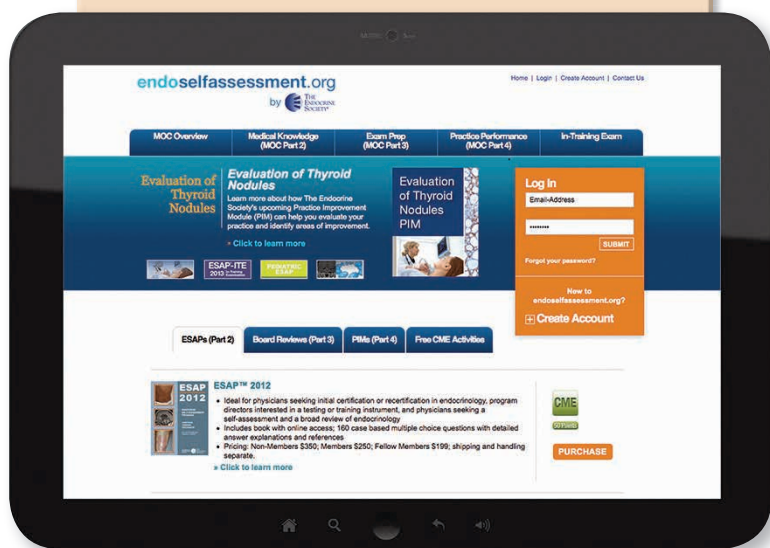 endoselfassessment.org
by THE ENDOCRINE SOCIETY®
Home | Login | Create Account | Contact Us
MOC Overview
Medical Knowledge
(MOC Part 2)
Exam Prep
(MOC Part 3)
Practice Performance
(MOC Part 4)
In-Training Exam
Evaluation of
Thyroid
Nodules
Evaluation of Thyroid
Nodules
Learn more about how The Endocrine
Society's upcoming Practice Improvement
Module (PIM) can help you evaluate your
practice and identify areas of improvement.
» Click to learn more
Evaluation
of Thyroid
Nodules
PIM
ESAP-ITE
2013 In-Training
PEDIATRIC
ESAP
Log In
Email-Address
••••••••
SUBMIT
Forgot your password?
New to
endoselfassessment.org?
Create Account
ESAPs (Part 2)
Board Reviews (Part 3)
PIMs (Part 4)
Free CME Activities
ESAP
2012
ESAP™ 2012
• Ideal for physicians seeking initial certification or recertification in endocrinology, program
directors interested in a testing or training instrument, and physicians seeking a
self-assessment and a broad review of endocrinology
• Includes book with online access; 160 case based multiple choice questions with detailed
answer explanations and references
• Pricing: Non-Members $350; Members $250; Fellow Members $199; shipping and handling
separate.
» Click to learn more
CME
PURCHASE